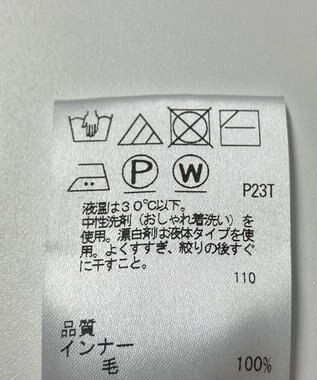 P
W
P23T
液温は30℃以下。
中性洗剤(おしゃれ着洗い)を
使用。漂白剤は液体タイプを使
用。よくすすぎ、絞りの後すぐ
に干すこと。
110
品質
インナー
毛 100%